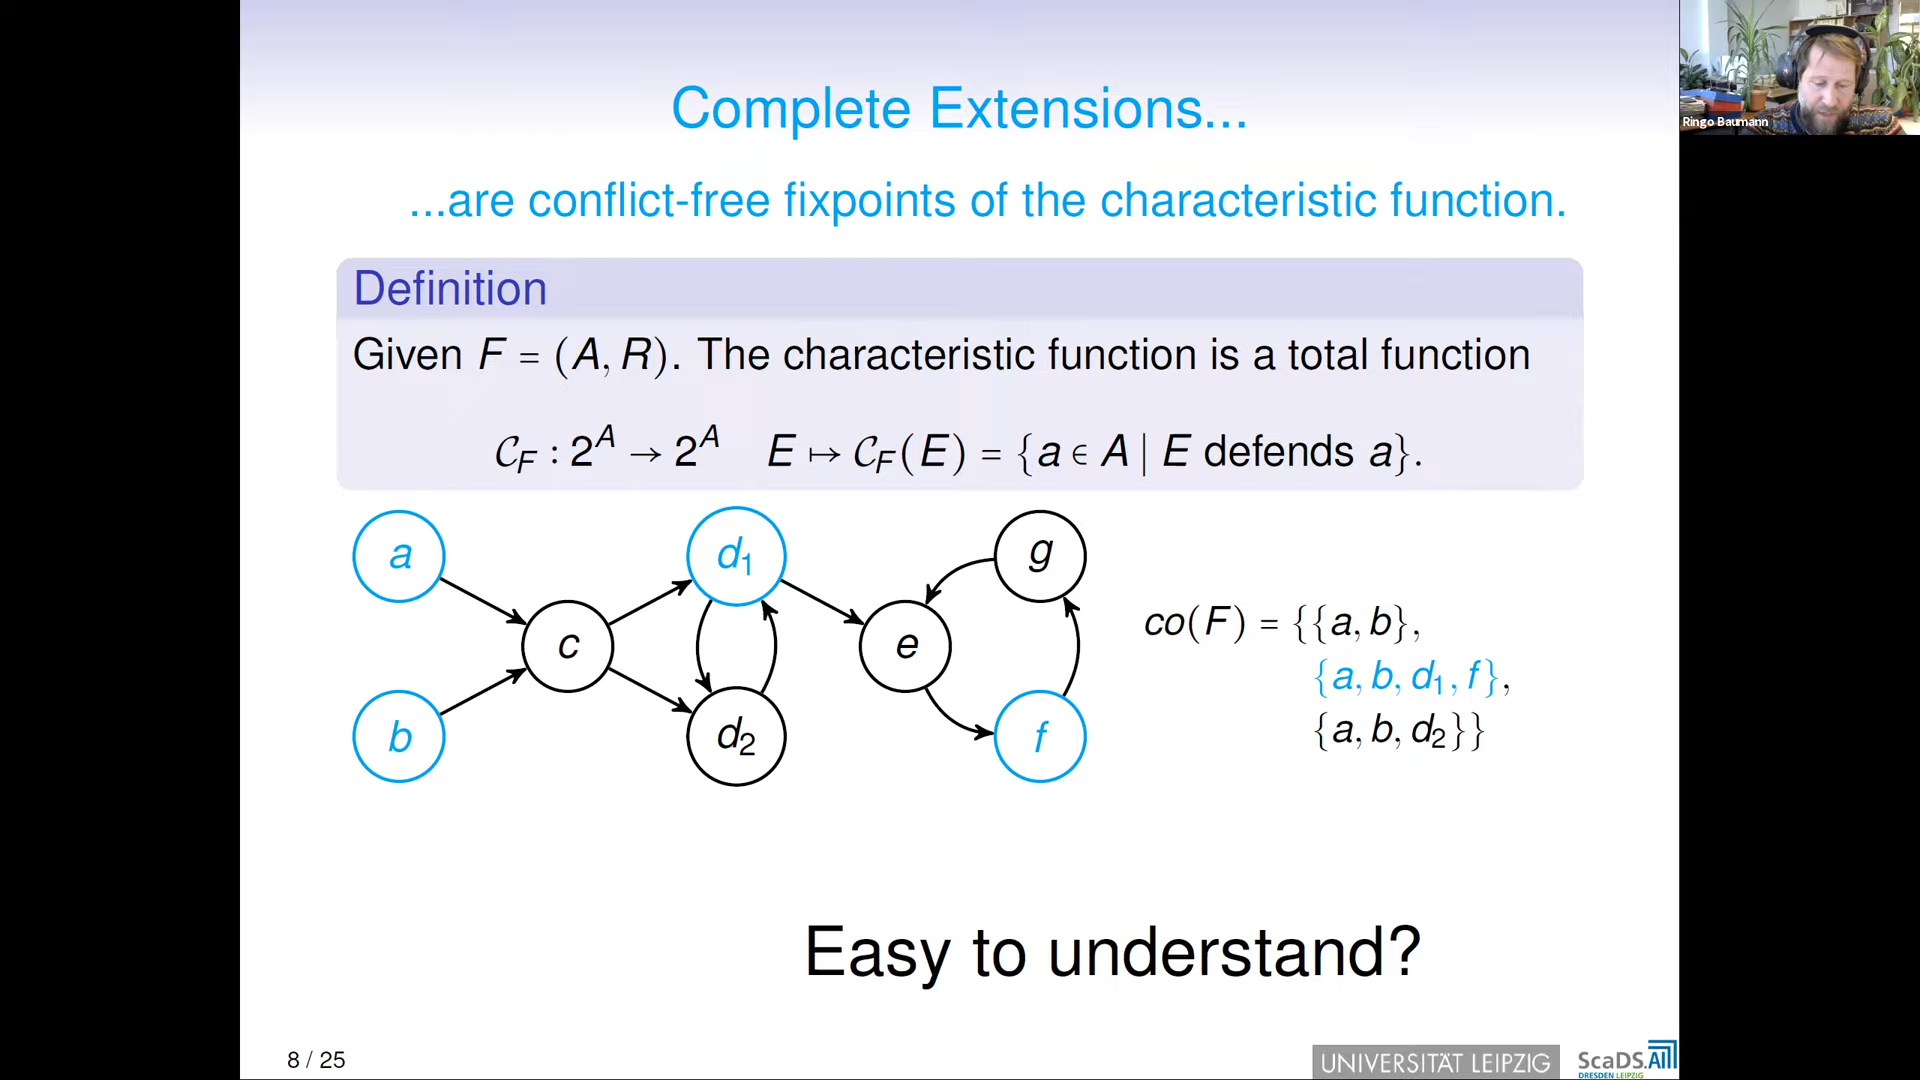 Complete Extensions...
...are conflict-free fixpoints of the characteristic function.
Definition
Given F = (A, R). The characteristic function is a total function
𝒞_F : 2^A → 2^A E ↦ 𝒞_F(E) = {a ∈ A | E defends a}.
a
d₁
g
c
e
b
d₂
f
co(F) = {{a, b},
{a, b, d₁, f},
{a, b, d₂}}
Easy to understand?
8 / 25
UNIVERSITÄT LEIPZIG
ScaDS.AI
DRESDEN LEIPZIG
Ringo Baumann